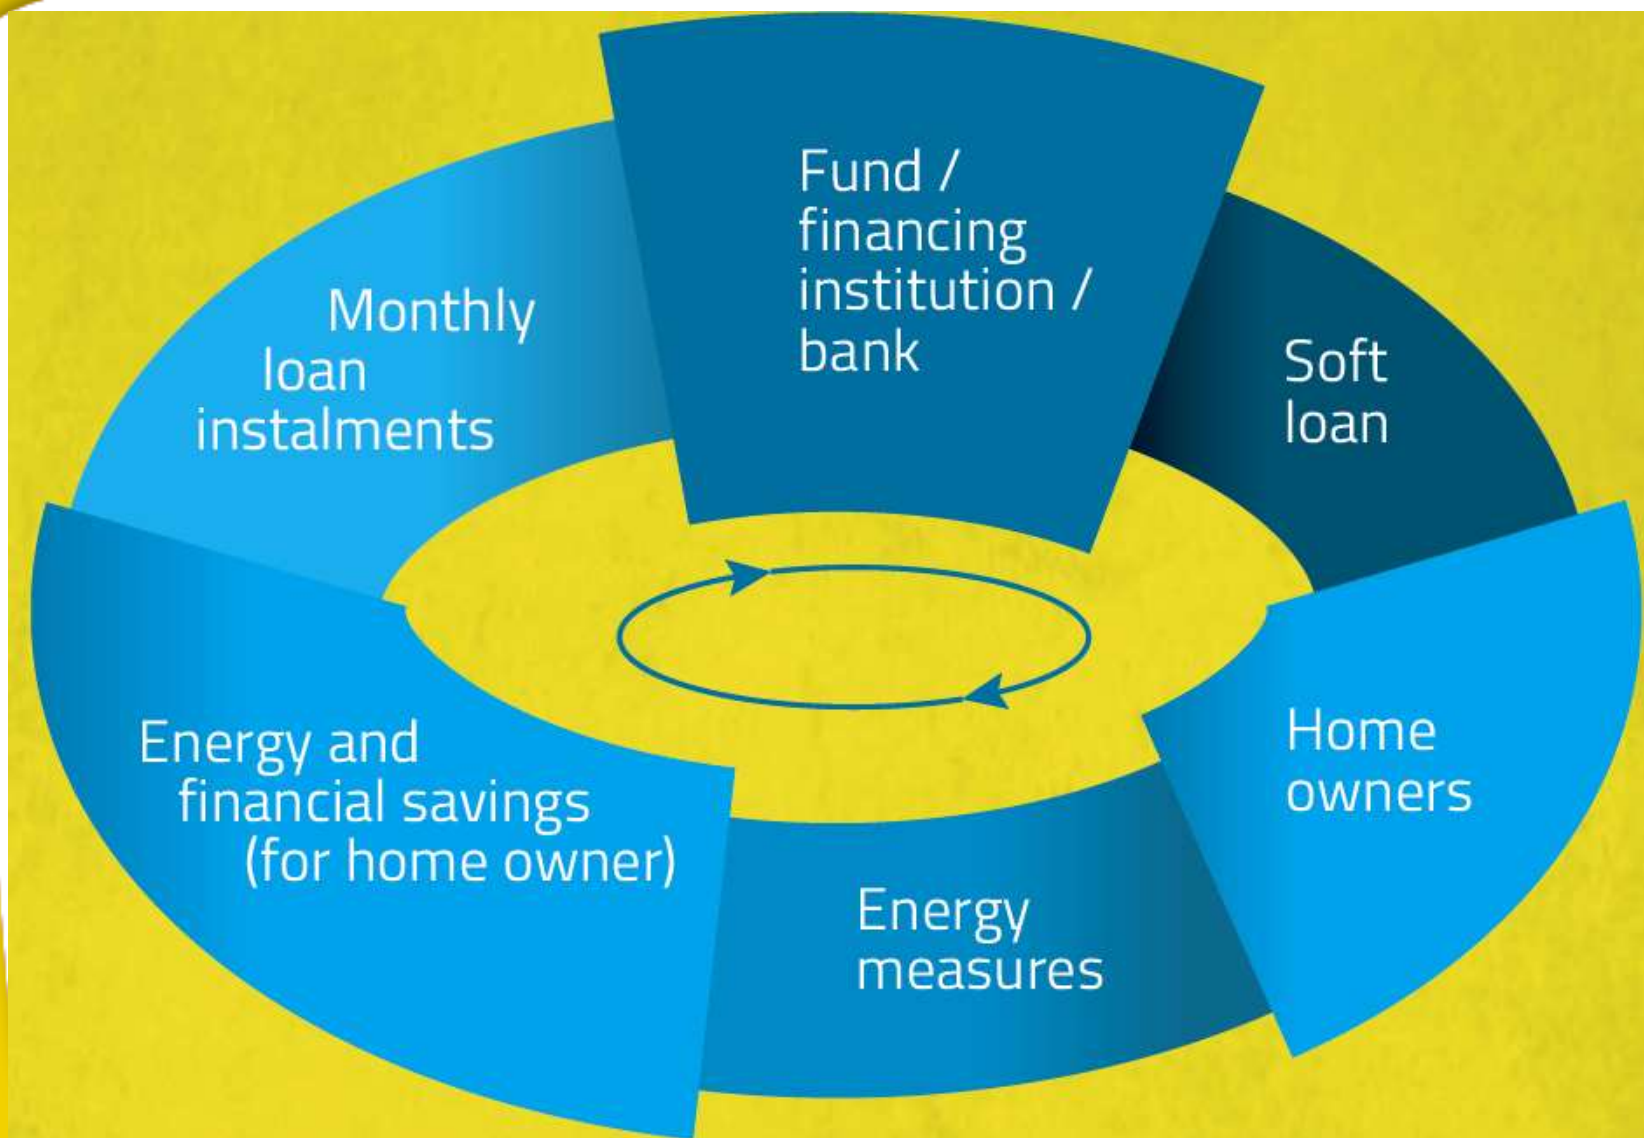 Fund /
financing
institution /
bank
Soft
loan
Home
owners
Energy
measures
Energy and
financial savings
(for home owner)
Monthly
loan
instalments